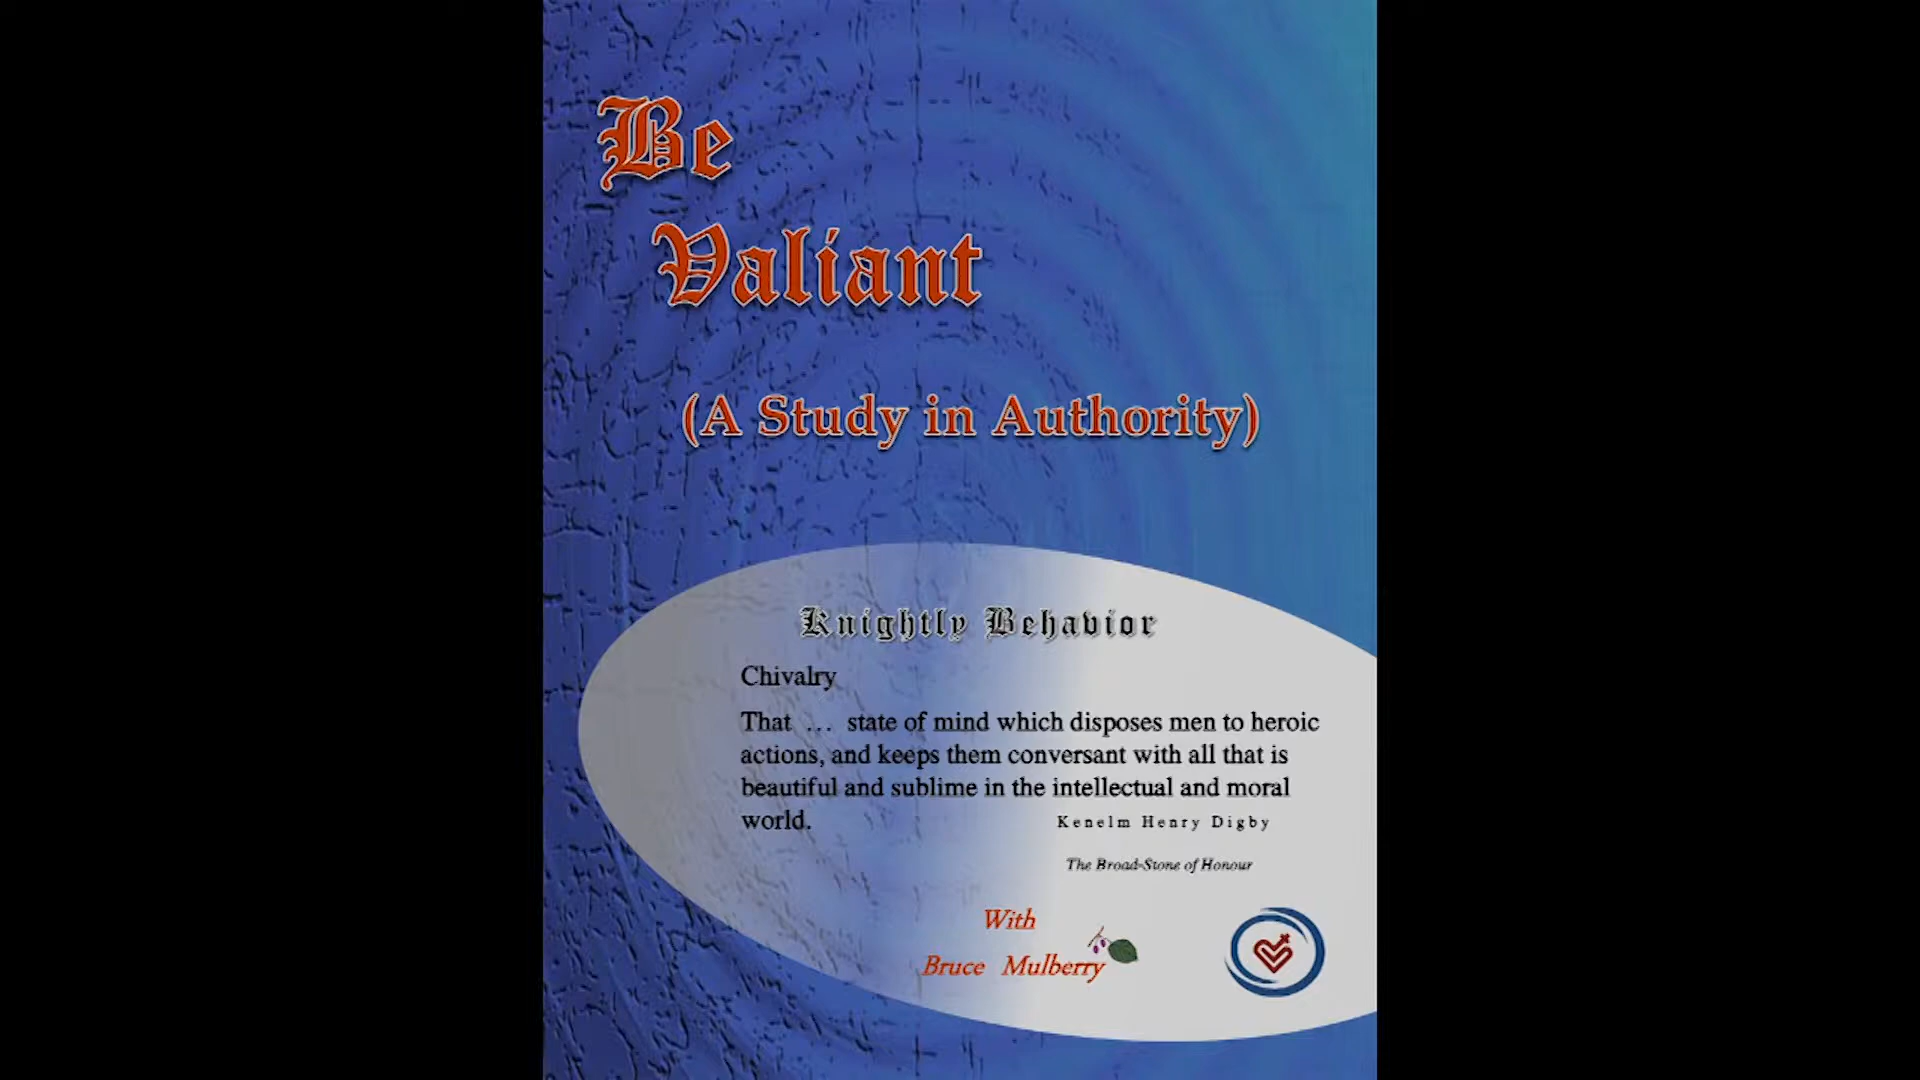 Be
Valiant
(A Study in Authority)
Knightly Behavior
Chivalry
That ... state of mind which disposes men to heroic
actions, and keeps them conversant with all that is
beautiful and sublime in the intellectual and moral
world.
Kenelm Henry Digby
The Broad-Stone of Honour
With
Bruce Mulberry